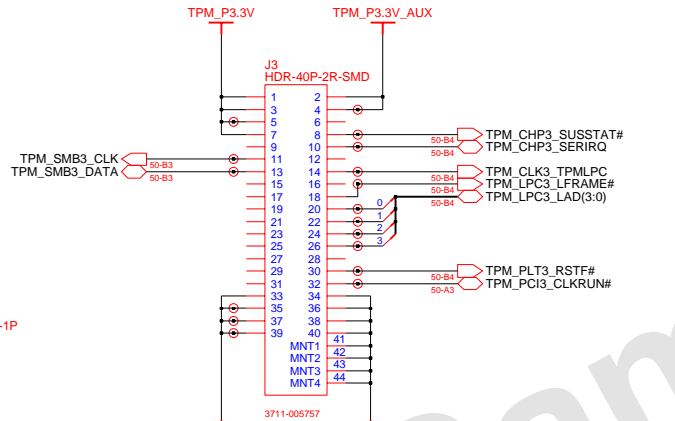 TPM_P3.3V TPM_P3.3V_AUX
J3
HDR-40P-2R-SMD
1 2
3 4
5 6
7 8 50-B4 TPM_CHP3_SUSSTAT#
9 10 50-B4 TPM_CHP3_SERIRQ
TPM_SMB3_CLK 50-B3 11 12
TPM_SMB3_DATA 50-B3 13 14 50-B4 TPM_CLK3_TPMLPC
15 16 50-B4 TPM_LPC3_LFRAME#
17 18 50-B4 TPM_LPC3_LAD(3:0)
19 20 0
21 22 1
23 24 2
25 26 3
27 28
29 30 50-B4 TPM_PLT3_RSTF#
31 32 50-A3 TPM_PCI3_CLKRUN#
33 34
35 36
-1P 37 38
39 40
MNT1 41
MNT2 42
MNT3 43
MNT4 44
3711-005757